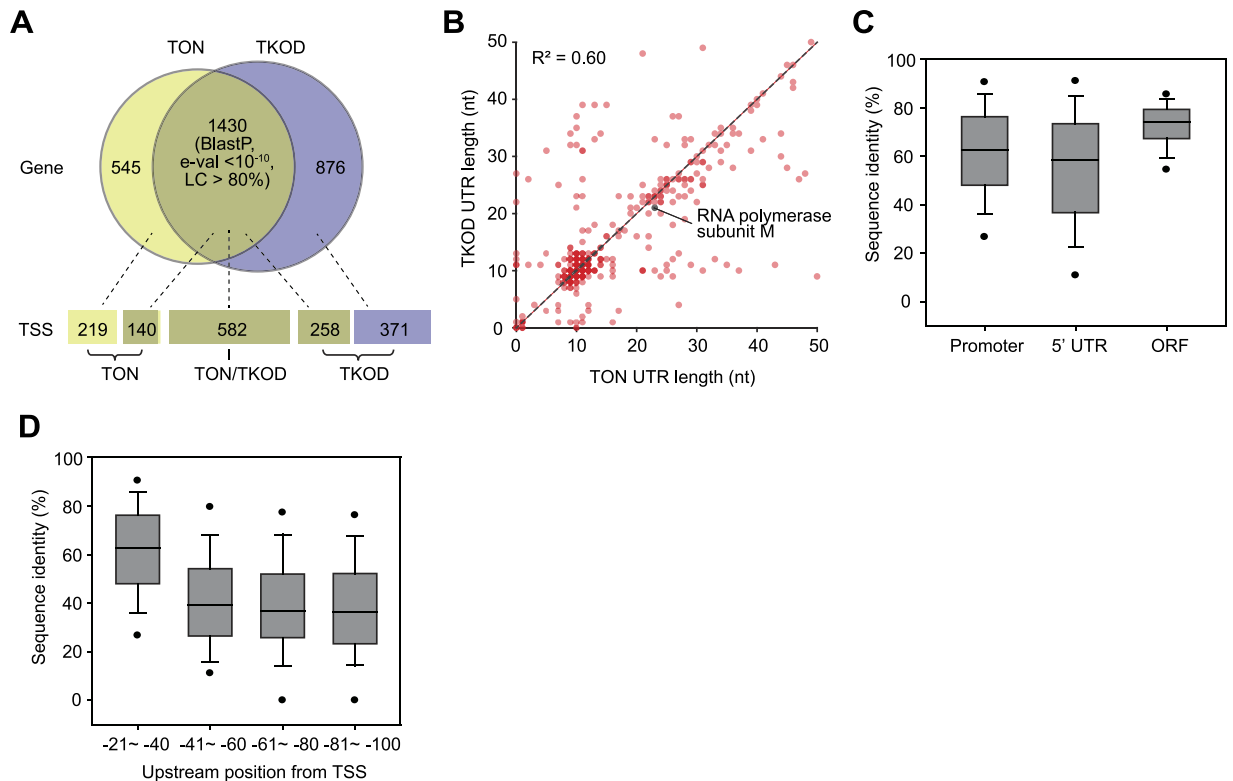 A
TON
TKOD
Gene
545
1430
(BlastP,
e-val <10⁻¹⁰,
LC > 80%)
876
TSS
219
140
582
258
371
TON
TON/TKOD
TKOD
B
R² = 0.60
TKOD UTR length (nt)
50
40
30
20
10
0
RNA polymerase
subunit M
0
10
20
30
40
50
TON UTR length (nt)
C
Sequence identity (%)
100
80
60
40
20
0
Promoter
5' UTR
ORF
D
Sequence identity (%)
100
80
60
40
20
0
-21~ -40
-41~ -60
-61~ -80
-81~ -100
Upstream position from TSS